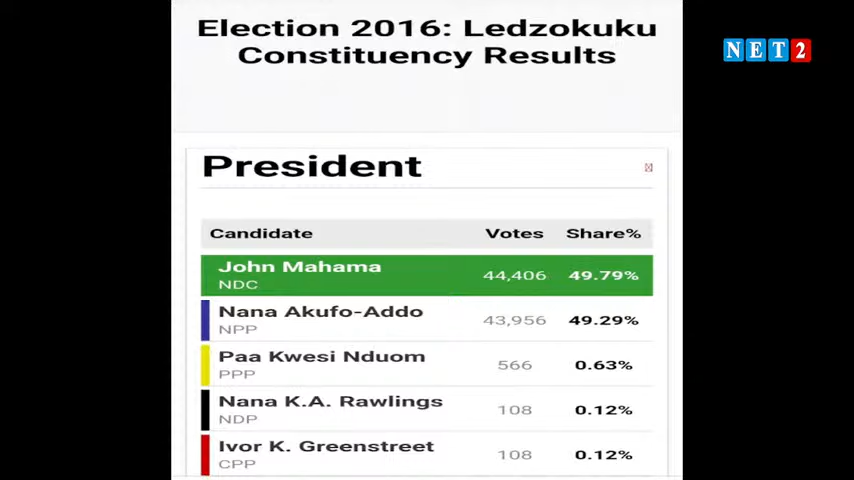 Election 2016: Ledzokuku
Constituency Results
NET2
President
Candidate Votes Share%
John Mahama
NDC
44,406 49.79%
Nana Akufo-Addo
NPP
43,956 49.29%
Paa Kwesi Nduom
PPP
566 0.63%
Nana K.A. Rawlings
NDP
108 0.12%
Ivor K. Greenstreet
CPP
108 0.12%